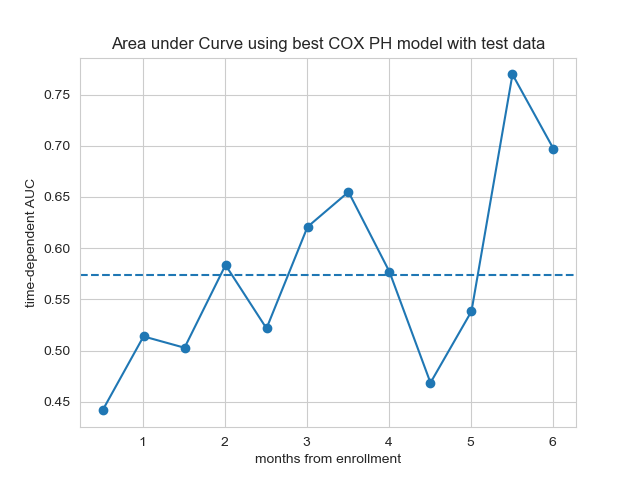 Area under Curve using best COX PH model with test data
time-dependent AUC
0.75
0.70
0.65
0.60
0.55
0.50
0.45
1 2 3 4 5 6
months from enrollment